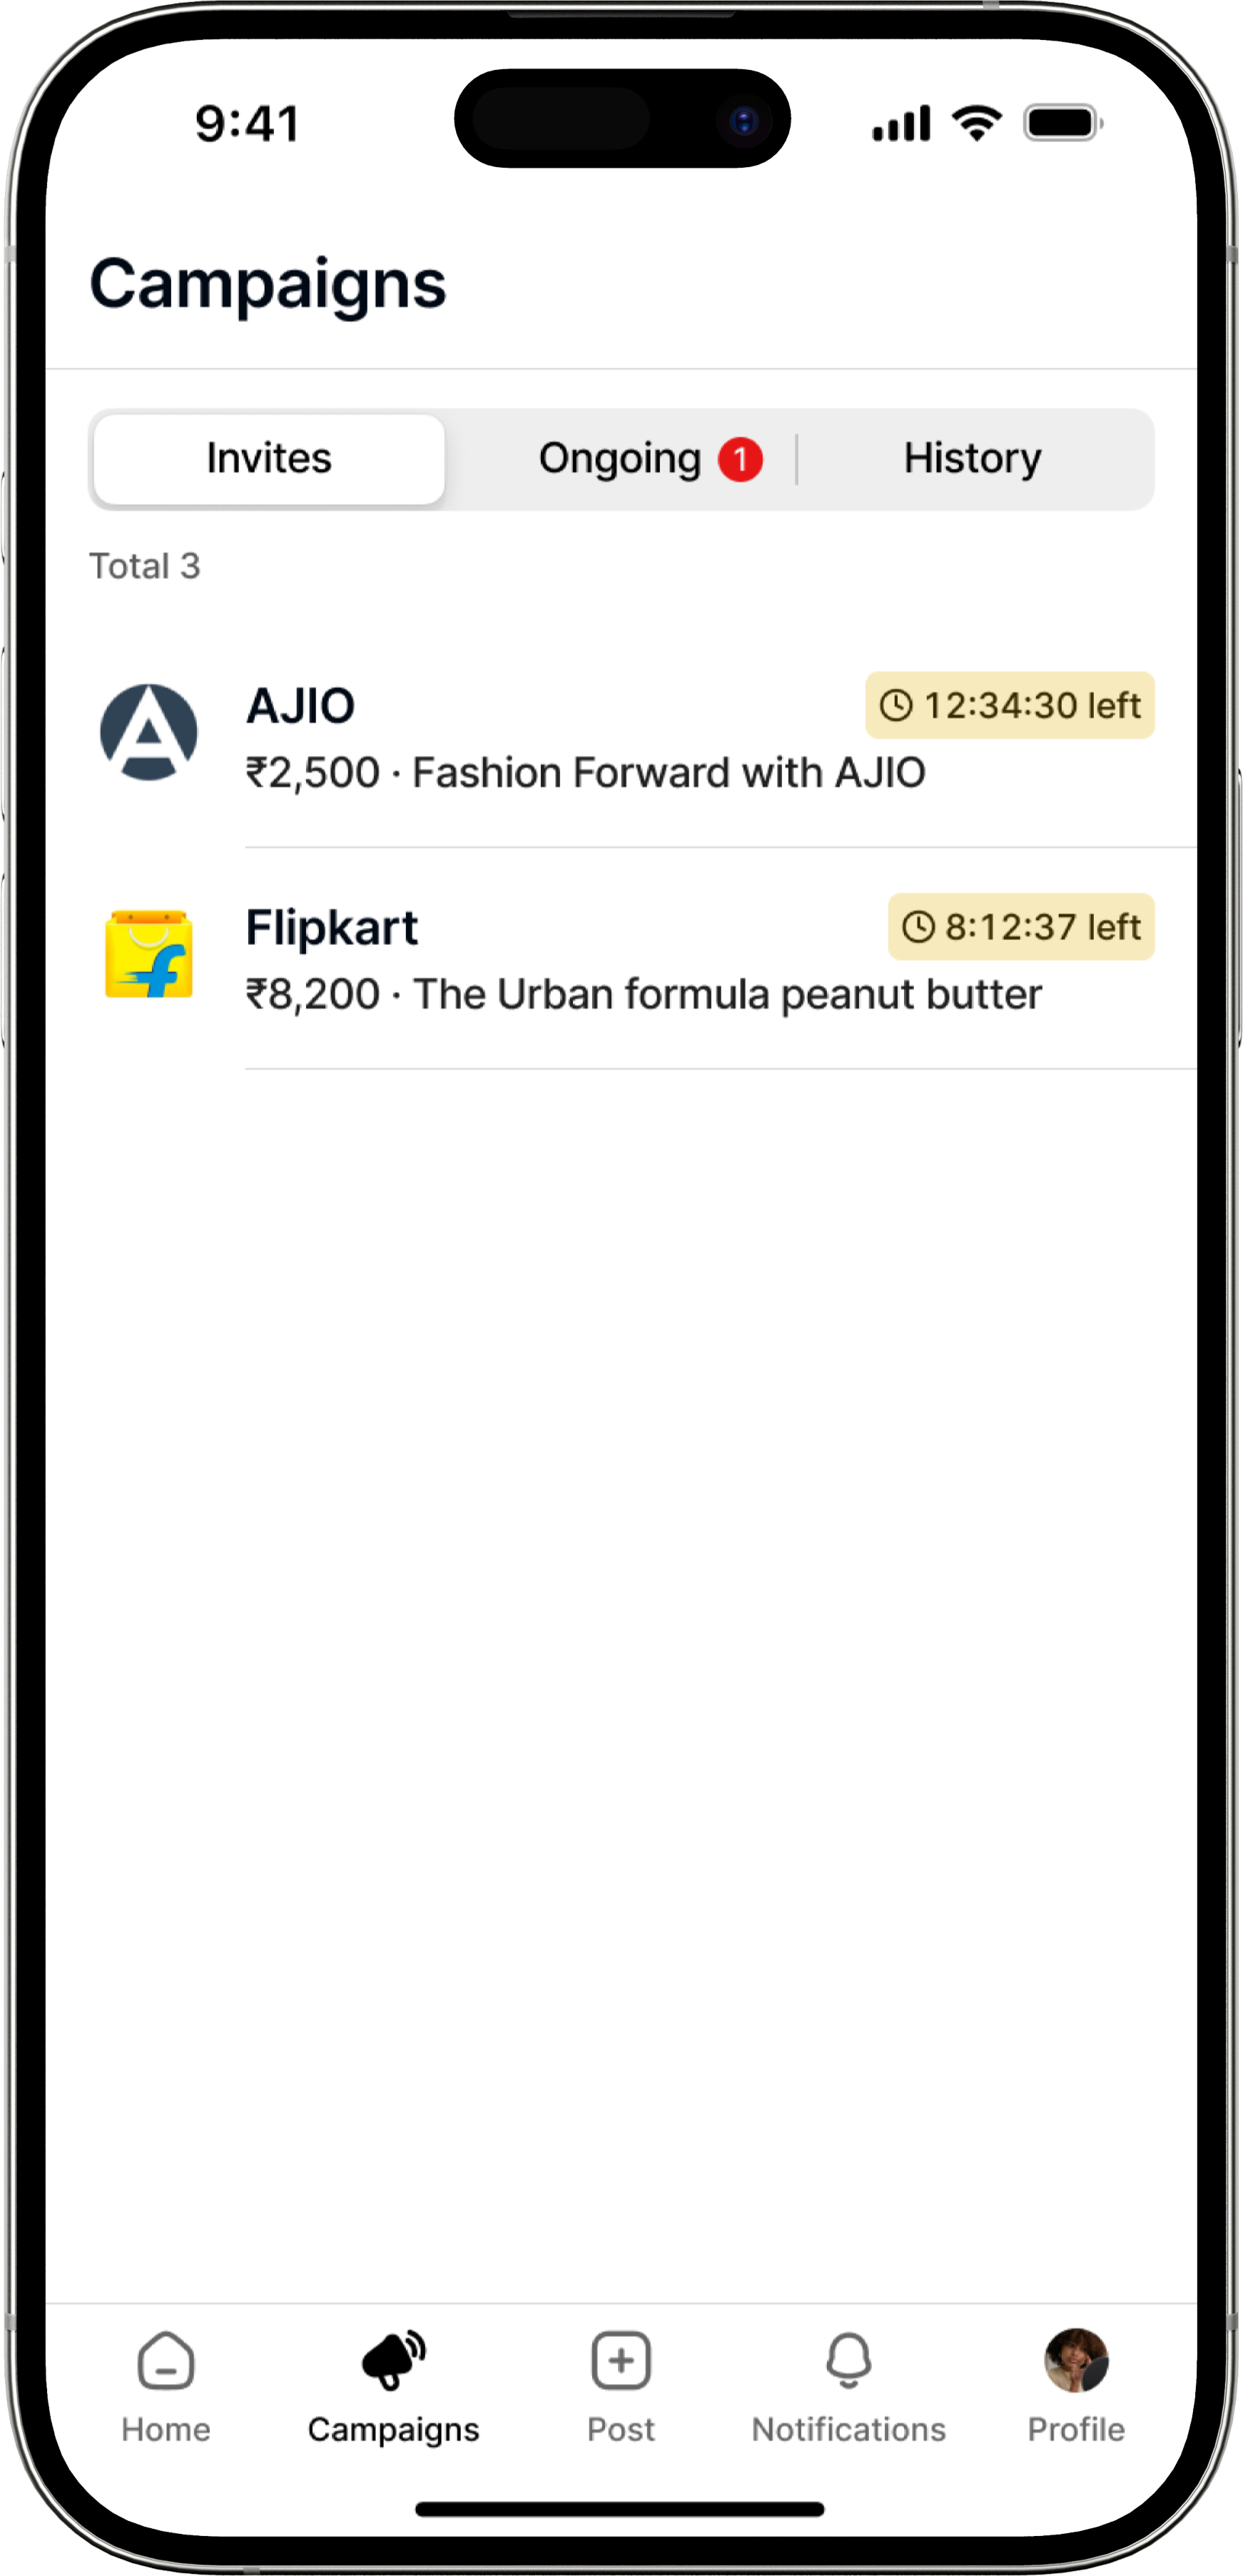 9:41
Campaigns
Invites Ongoing 1 History
Total 3
AJIO 12:34:30 left
₹2,500 · Fashion Forward with AJIO
Flipkart 8:12:37 left
₹8,200 · The Urban formula peanut butter
Home Campaigns Post Notifications Profile